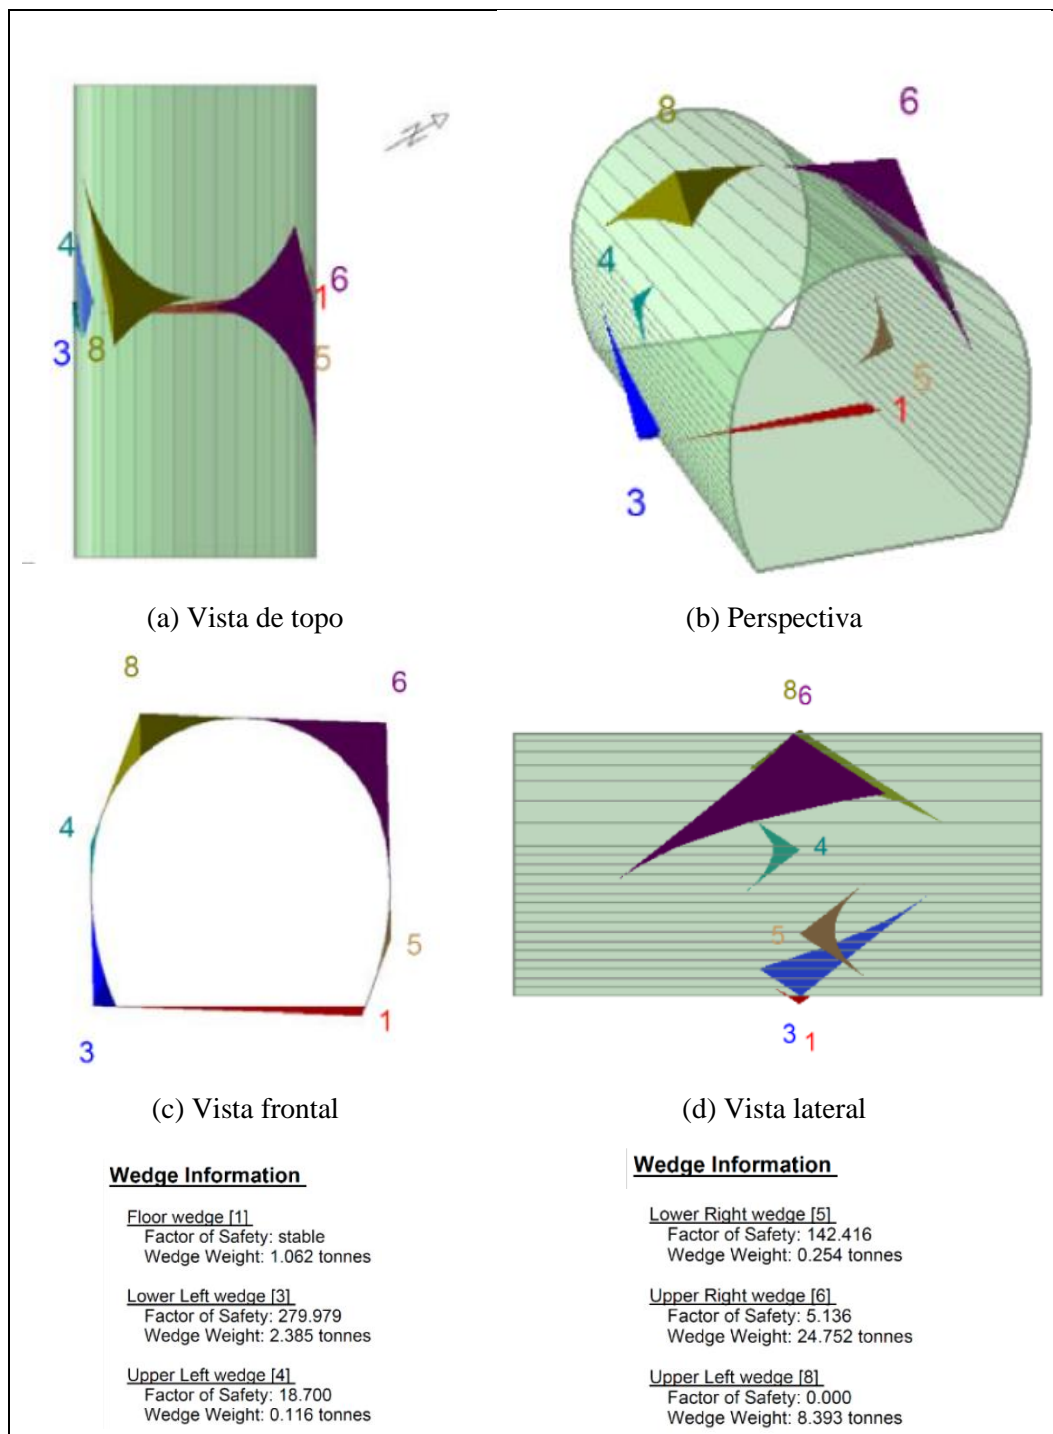 8
6
4
6
1
3
8
5
(a) Vista de topo
8
6
4
5
1
3
(b) Perspectiva
8
6
4
5
1
3
(c) Vista frontal
86
4
5
3
1
(d) Vista lateral
Wedge Information
Floor wedge [1]
Factor of Safety: stable
Wedge Weight: 1.062 tonnes
Lower Left wedge [3]
Factor of Safety: 279.979
Wedge Weight: 2.385 tonnes
Upper Left wedge [4]
Factor of Safety: 18.700
Wedge Weight: 0.116 tonnes
Wedge Information
Lower Right wedge [5]
Factor of Safety: 142.416
Wedge Weight: 0.254 tonnes
Upper Right wedge [6]
Factor of Safety: 5.136
Wedge Weight: 24.752 tonnes
Upper Left wedge [8]
Factor of Safety: 0.000
Wedge Weight: 8.393 tonnes